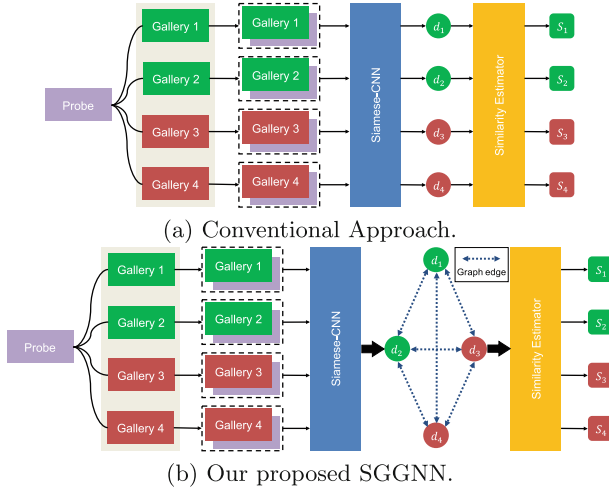 Probe
Gallery 1
Gallery 2
Gallery 3
Gallery 4
Gallery 1
Gallery 2
Gallery 3
Gallery 4
Siamese-CNN
d1
d2
d3
d4
Similarity Estimator
S1
S2
S3
S4
(a) Conventional Approach.
Probe
Gallery 1
Gallery 2
Gallery 3
Gallery 4
Gallery 1
Gallery 2
Gallery 3
Gallery 4
Siamese-CNN
d1
d2
d3
d4
Graph edge
Similarity Estimator
S1
S2
S3
S4
(b) Our proposed SGGNN.